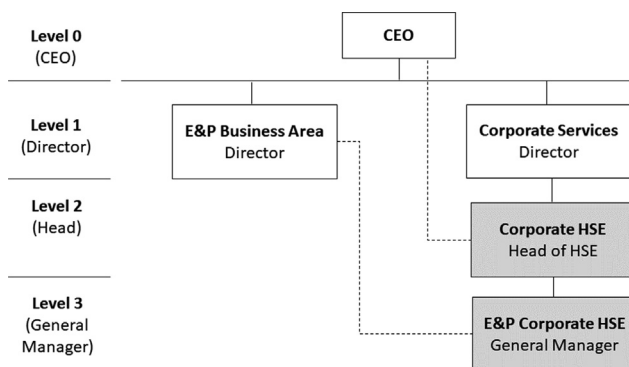 Level 0
(CEO)
CEO
Level 1
(Director)
E&P Business Area
Director
Corporate Services
Director
Level 2
(Head)
Corporate HSE
Head of HSE
Level 3
(General
Manager)
E&P Corporate HSE
General Manager